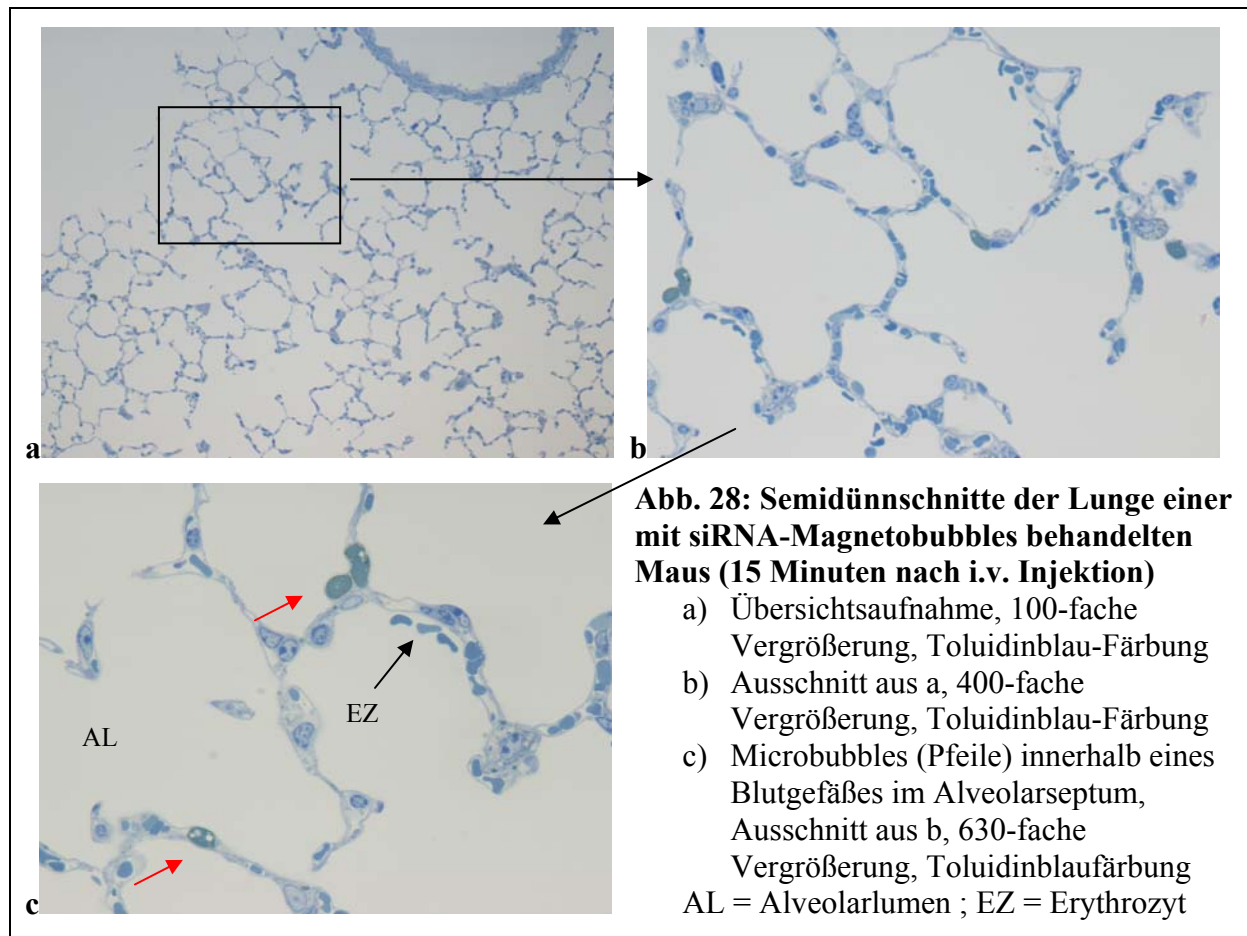 a
b
Abb. 28: Semidünnschnitte der Lunge einer
mit siRNA-Magnetobubbles behandelten
Maus (15 Minuten nach i.v. Injektion)
a) Übersichtsaufnahme, 100-fache
Vergrößerung, Toluidinblau-Färbung
b) Ausschnitt aus a, 400-fache
Vergrößerung, Toluidinblau-Färbung
c) Microbubbles (Pfeile) innerhalb eines
Blutgefäßes im Alveolarseptum,
Ausschnitt aus b, 630-fache
Vergrößerung, Toluidinblaufärbung
AL = Alveolarlumen ; EZ = Erythrozyt
EZ
AL
c